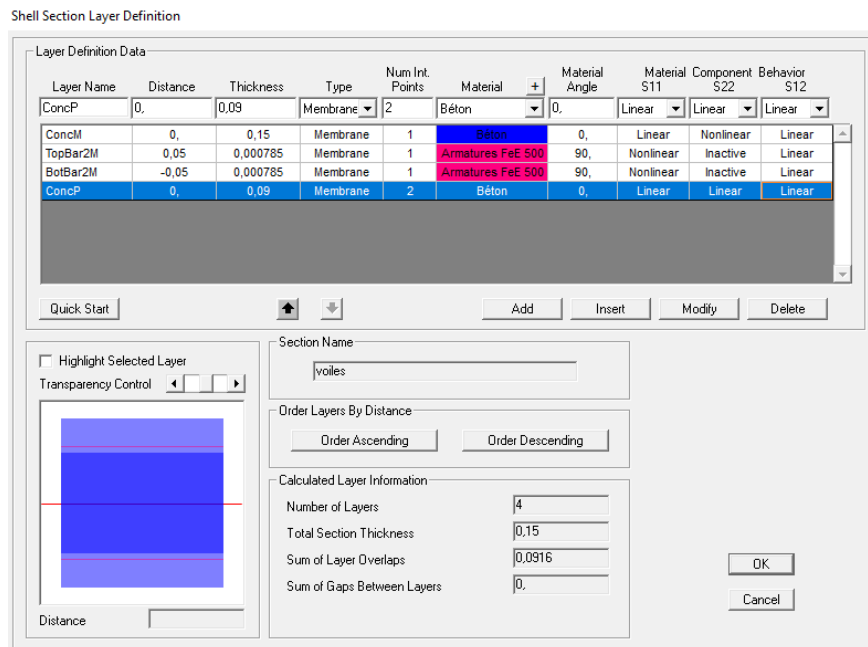 Shell Section Layer Definition
Layer Definition Data
Num Int. Material Material Component Behavior
Layer Name Distance Thickness Type Points Material + Angle S11 S22 S12
ConcP 0, 0,09 Membrane 2 Béton 0, Linear Linear Linear
ConcM 0, 0,15 Membrane 1 Béton 0, Linear Nonlinear Linear
TopBar2M 0,05 0,000785 Membrane 1 Armatures FeE 500 90, Nonlinear Inactive Linear
BotBar2M -0,05 0,000785 Membrane 1 Armatures FeE 500 90, Nonlinear Inactive Linear
ConcP 0, 0,09 Membrane 2 Béton 0, Linear Linear Linear
Quick Start Add Insert Modify Delete
Highlight Selected Layer
Transparency Control
Distance
Section Name
voiles
Order Layers By Distance
Order Ascending Order Descending
Calculated Layer Information
Number of Layers 4
Total Section Thickness 0,15
Sum of Layer Overlaps 0,0916
Sum of Gaps Between Layers 0,
OK
Cancel